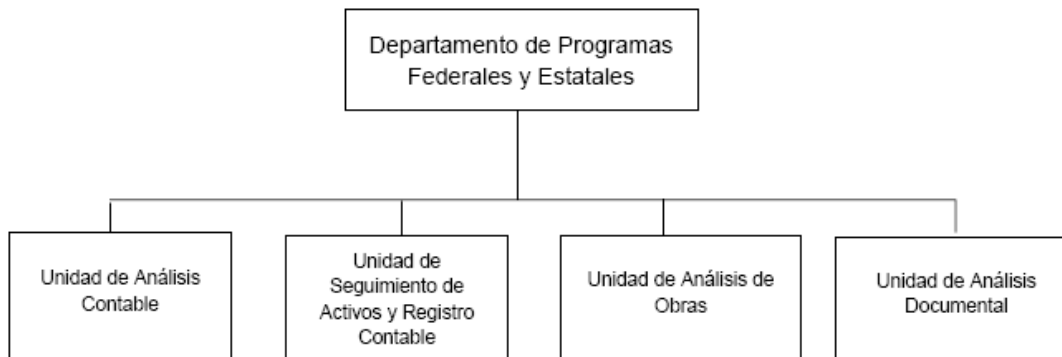 Departamento de Programas
Federales y Estatales
Unidad de Análisis
Contable
Unidad de
Seguimiento de
Activos y Registro
Contable
Unidad de Análisis de
Obras
Unidad de Análisis
Documental